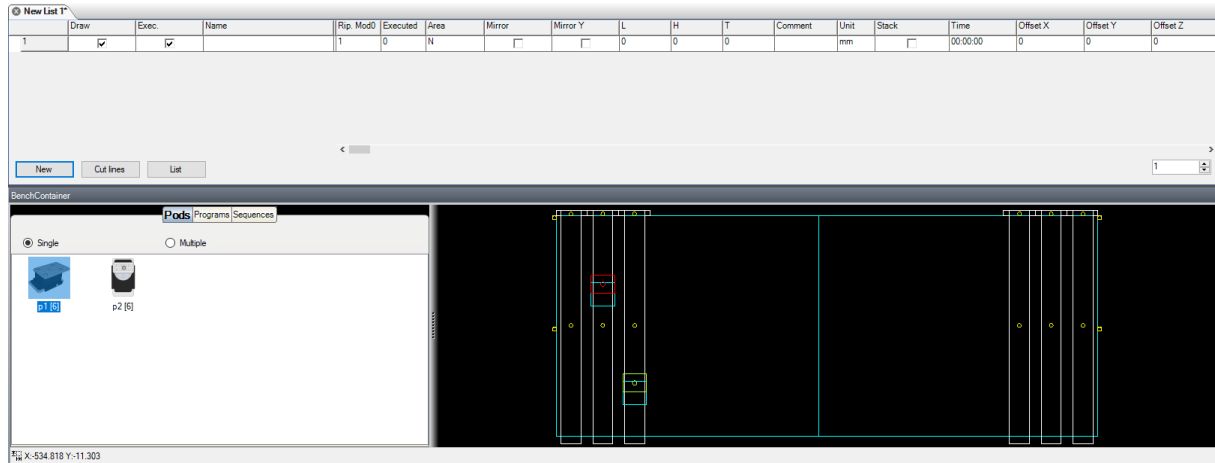 New List 1*
Draw Exec. Name Rip. Mod0 Executed Area Mirror Mirror Y L H T Comment Unit Stack Time Offset X Offset Y Offset Z
1 1 0 N 0 0 0 mm 00:00:00 0 0 0
New Cut lines List 1
BenchContainer
Pods Programs Sequences
Single Multiple
p1 [6] p2 [6]
X:-534.818 Y:-11.303